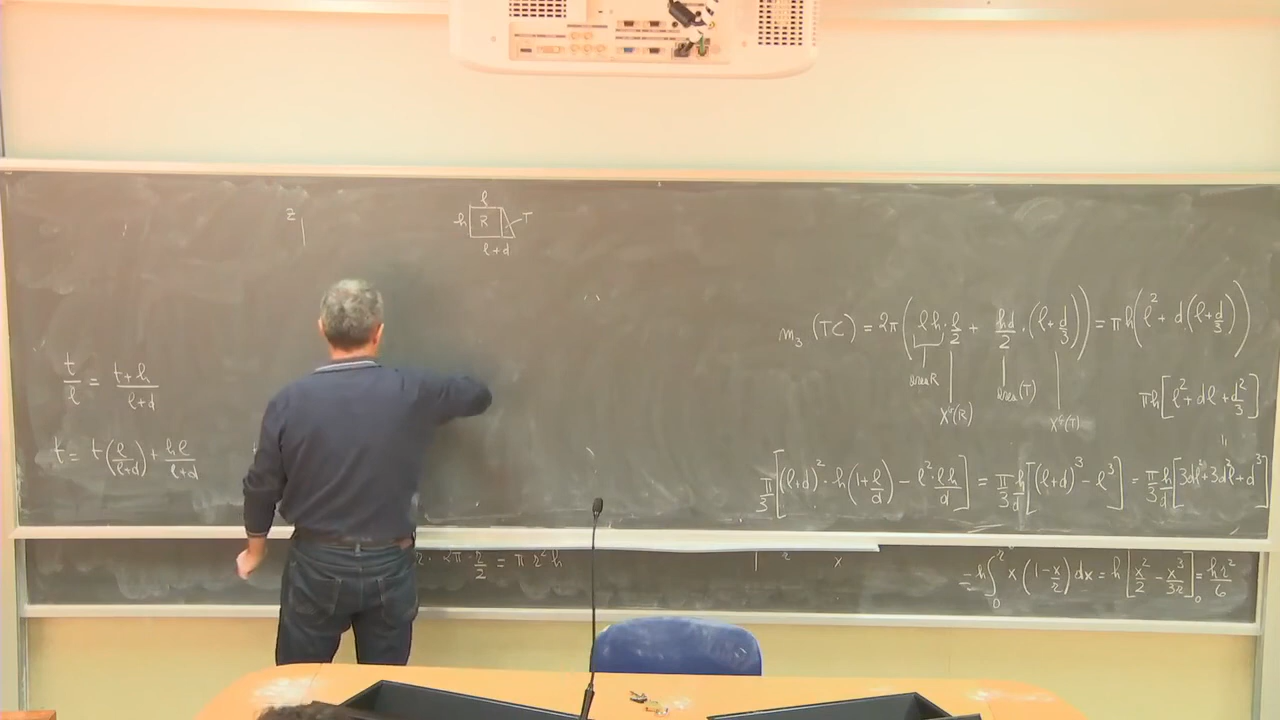 z
l
h R T
l+d
t/l = (t+h)/(l+d)
t = t(l/(l+d)) + hl/(l+d)
m₃(TC) = 2π(lh·l/2 + hd/2·(l+d/3)) = πh(l² + d(l+d/3))
Area R
Area(T)
X^G(R)
X^G(T)
πh[l²+dl+d²/3]
"
π/3[(l+d)²·h(1+l/d) − l²·lh/d] = π/3 h/d[(l+d)³ − l³] = π/3 h/d[3dl²+3d²l+d³]
· 2π · r/2 = π r² h
r x
= h∫₀^r x(1−x/r)dx = h[x²/2 − x³/3r]₀ = hr²/6